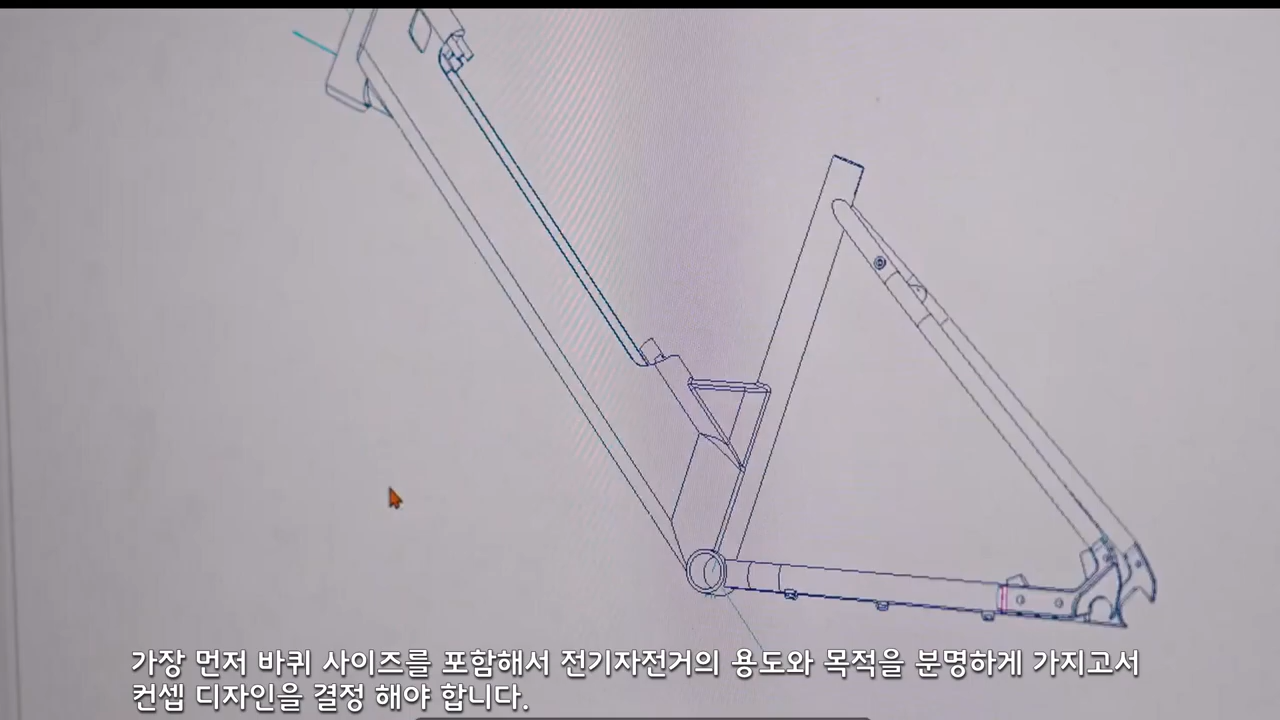 가장 먼저 바퀴 사이즈를 포함해서 전기자전거의 용도와 목적을 분명하게 가지고서
컨셉 디자인을 결정 해야 합니다.